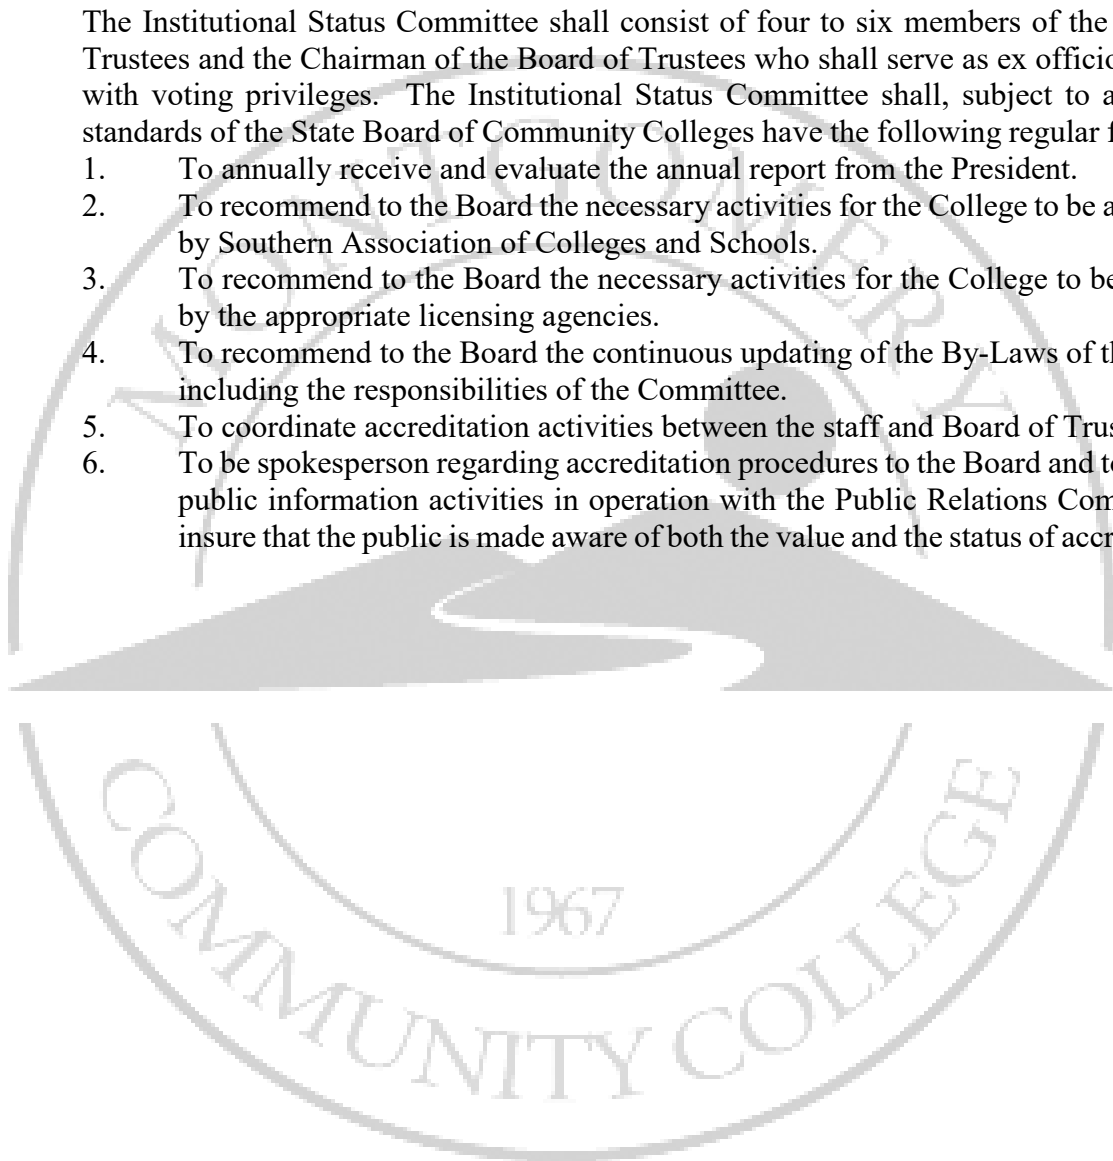 The Institutional Status Committee shall consist of four to six members of the
Trustees and the Chairman of the Board of Trustees who shall serve as ex officio
with voting privileges. The Institutional Status Committee shall, subject to a
standards of the State Board of Community Colleges have the following regular f
1. To annually receive and evaluate the annual report from the President.
2. To recommend to the Board the necessary activities for the College to be a
by Southern Association of Colleges and Schools.
3. To recommend to the Board the necessary activities for the College to be
by the appropriate licensing agencies.
4. To recommend to the Board the continuous updating of the By-Laws of th
including the responsibilities of the Committee.
5. To coordinate accreditation activities between the staff and Board of Trus
6. To be spokesperson regarding accreditation procedures to the Board and to
public information activities in operation with the Public Relations Com
insure that the public is made aware of both the value and the status of accr
MONTGOMERY
1967
COMMUNITY COLLEGE